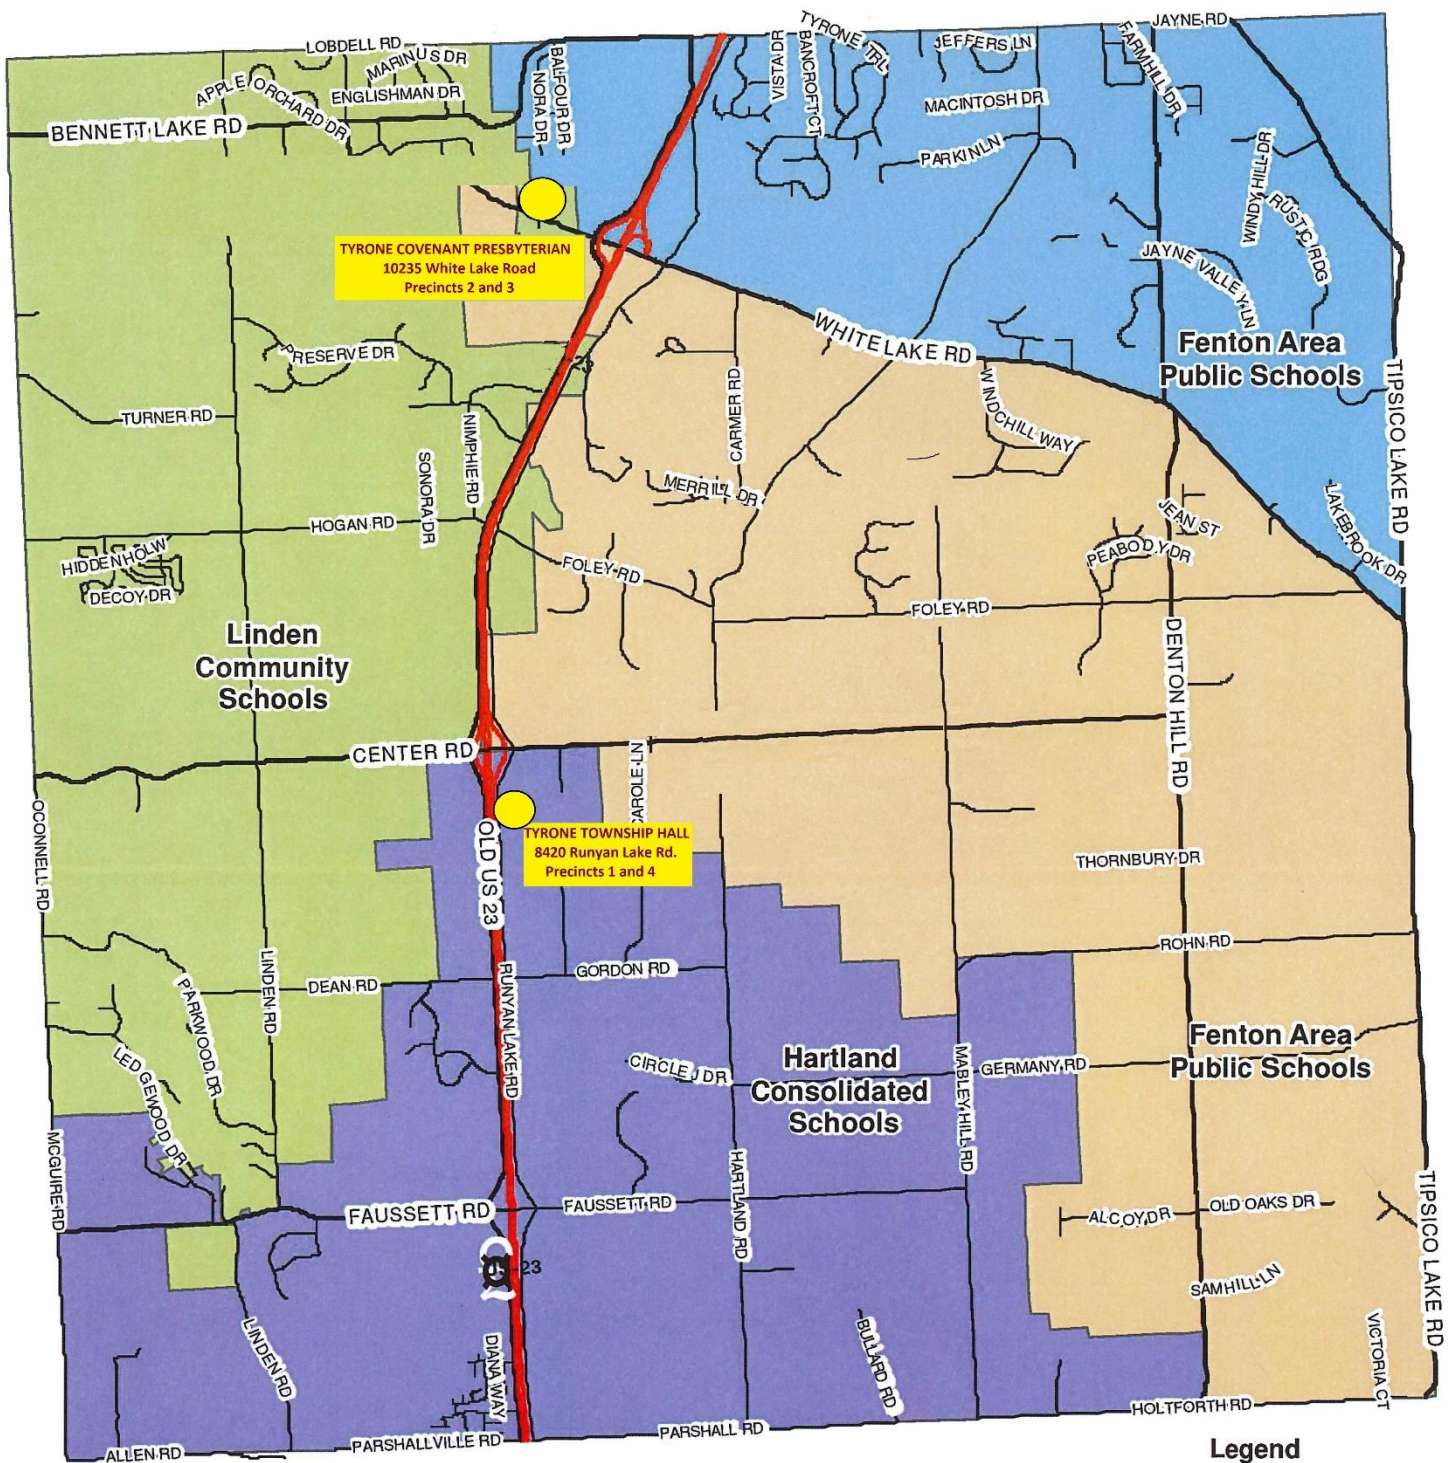 LOBDELL RD
MARINUS DR
APPLE ORCHARD DR
ENGLISHMAN DR
BENNETT LAKE RD
BALFOUR DR
NORA DR
VISTA DR
BANCROFT CT
TYRONE TRL
JEFFERS LN
MACINTOSH DR
PARKIN LN
FARMHILL DR
JAYNE RD
WINDY HILL DR
RUSTIC RDG
JAYNE VALLEY LN
TYRONE COVENANT PRESBYTERIAN
10235 White Lake Road
Precincts 2 and 3
WHITE LAKE RD
Fenton Area
Public Schools
TIPSICO LAKE RD
PRESERVE DR
TURNER RD
NIMPHIE RD
SONORA DR
CARMER RD
WINDCHILL WAY
MERRILL DR
JEAN ST
LAKEBROOK DR
HOGAN RD
HIDDENHOLW
DECOY DR
FOLEY RD
PEABODY DR
FOLEY RD
Linden
Community
Schools
DENTON HILL RD
CENTER RD
CAROLE LN
OCONNELL RD
OLD US 23
TYRONE TOWNSHIP HALL
8420 Runyan Lake Rd.
Precincts 1 and 4
THORNBURY DR
ROHN RD
LINDEN RD
DEAN RD
PARKWOOD DR
RUNYAN LAKE RD
GORDON RD
LEDGEWOOD DR
CIRCLE J DR
Hartland
Consolidated
Schools
MABLEY HILL RD
GERMANY RD
Fenton Area
Public Schools
MCGUIRE RD
FAUSSETT RD
FAUSSETT RD
HARTLAND RD
ALCOY DR
OLD OAKS DR
TIPSICO LAKE RD
23
SAMHILL LN
LINDEN RD
DIANA WAY
BULLARD RD
VICTORIA CT
ALLEN RD
PARSHALLVILLE RD
PARSHALL RD
HOLTFORTH RD
Legend